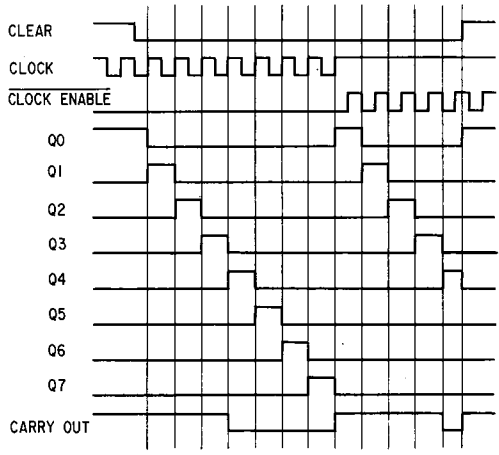 CLEAR
CLOCK
CLOCK ENABLE
Q0
Q1
Q2
Q3
Q4
Q5
Q6
Q7
CARRY OUT